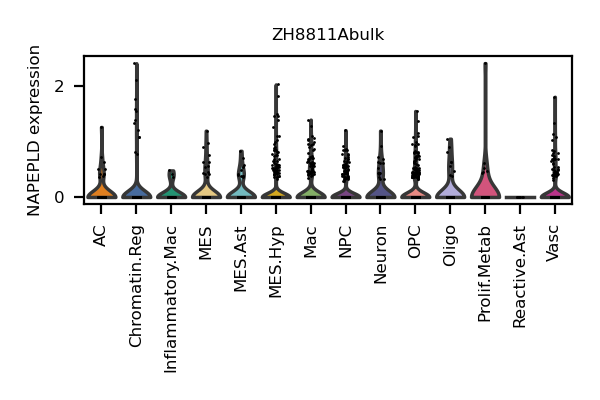 ZH8811Abulk
NAPEPLD expression
2
0
AC
Chromatin.Reg
Inflammatory.Mac
MES
MES.Ast
MES.Hyp
Mac
NPC
Neuron
OPC
Oligo
Prolif.Metab
Reactive.Ast
Vasc